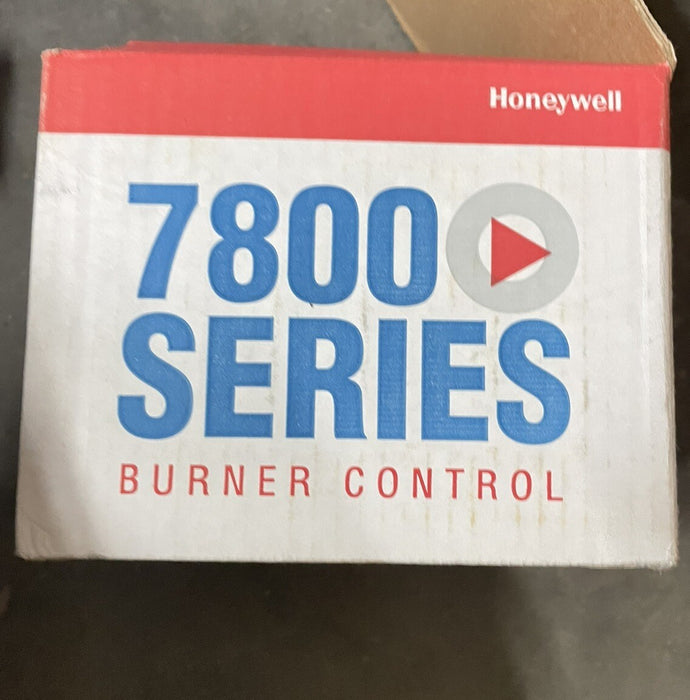 Honeywell
7800
SERIES
BURNER CONTROL